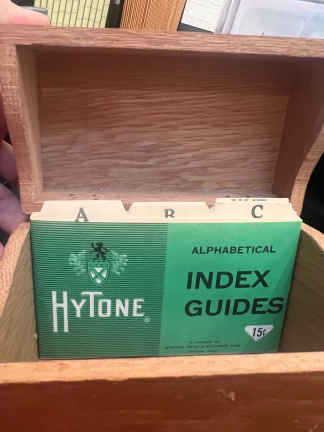 A B C
ALPHABETICAL
INDEX
GUIDES
HYTONE
15¢